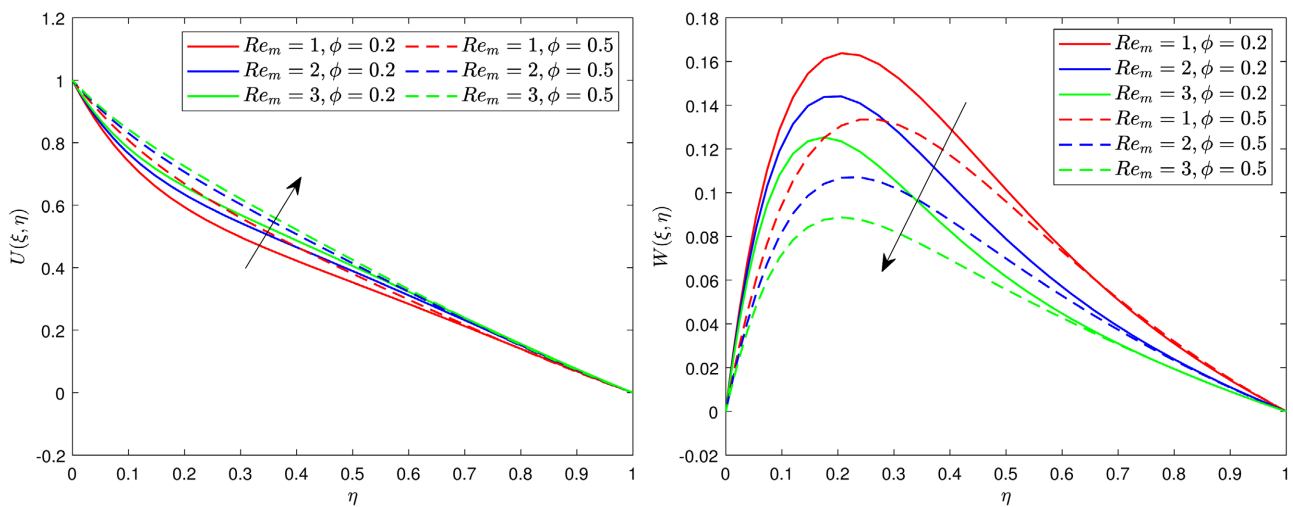 1.2
1
0.8
0.6
0.4
0.2
0
-0.2
U(ξ, η)
Re_m = 1, ϕ = 0.2 Re_m = 1, ϕ = 0.5
Re_m = 2, ϕ = 0.2 Re_m = 2, ϕ = 0.5
Re_m = 3, ϕ = 0.2 Re_m = 3, ϕ = 0.5
0 0.1 0.2 0.3 0.4 0.5 0.6 0.7 0.8 0.9 1
η
0.18
0.16
0.14
0.12
0.1
0.08
0.06
0.04
0.02
0
-0.02
W(ξ, η)
Re_m = 1, ϕ = 0.2
Re_m = 2, ϕ = 0.2
Re_m = 3, ϕ = 0.2
Re_m = 1, ϕ = 0.5
Re_m = 2, ϕ = 0.5
Re_m = 3, ϕ = 0.5
0 0.1 0.2 0.3 0.4 0.5 0.6 0.7 0.8 0.9 1
η